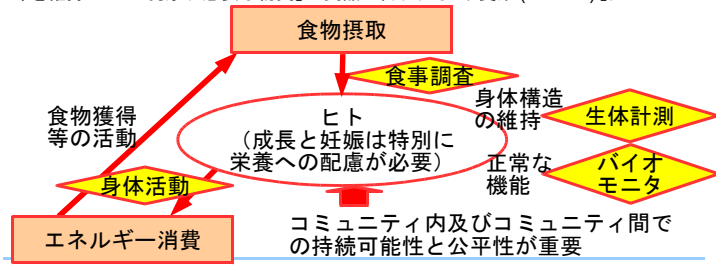 食物摂取
食事調査
食物獲得
等の活動
ヒト
（成長と妊娠は特別に
栄養への配慮が必要）
身体構造
の維持
生体計測
正常な
機能
バイオ
モニタ
身体活動
エネルギー消費
コミュニティ内及びコミュニティ間で
の持続可能性と公平性が重要